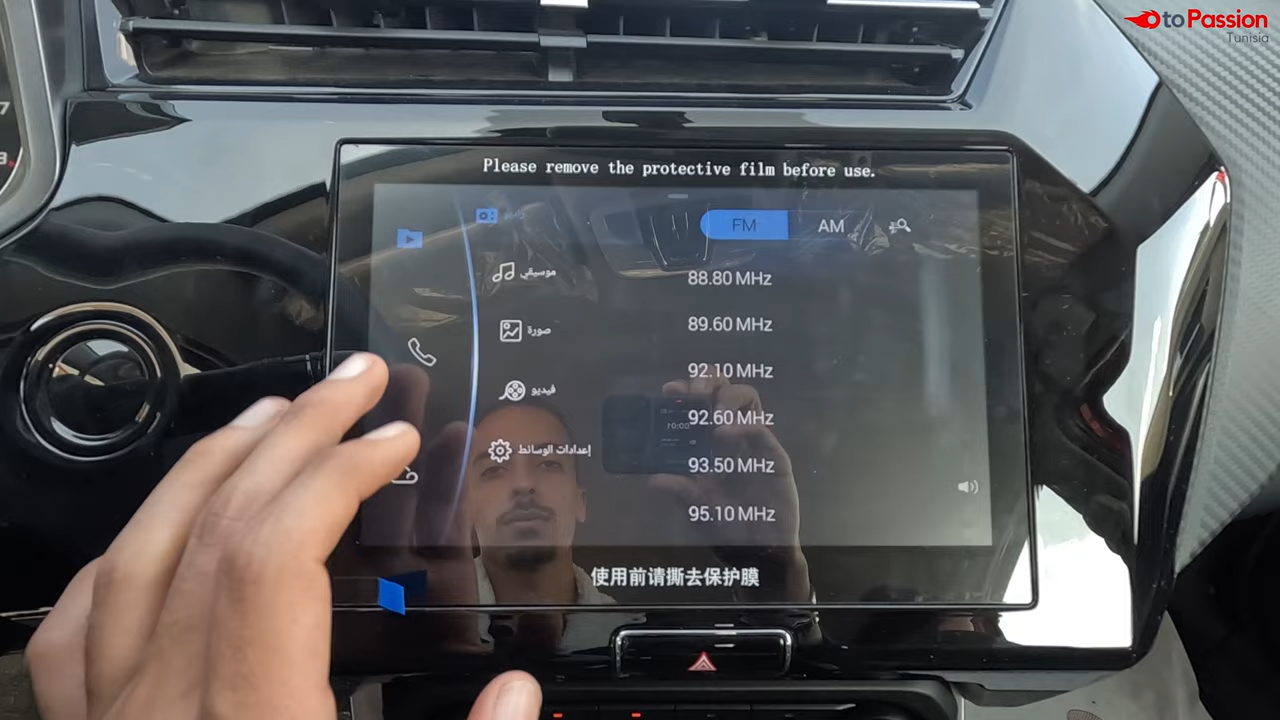 to Passion
Tunisia
Please remove the protective film before use.
FM
AM
موسيقي
88.80 MHz
صورة
89.60 MHz
92.10 MHz
فيديو
92.60 MHz
إعدادات الوسائط
93.50 MHz
95.10 MHz
使用前请撕去保护膜
7